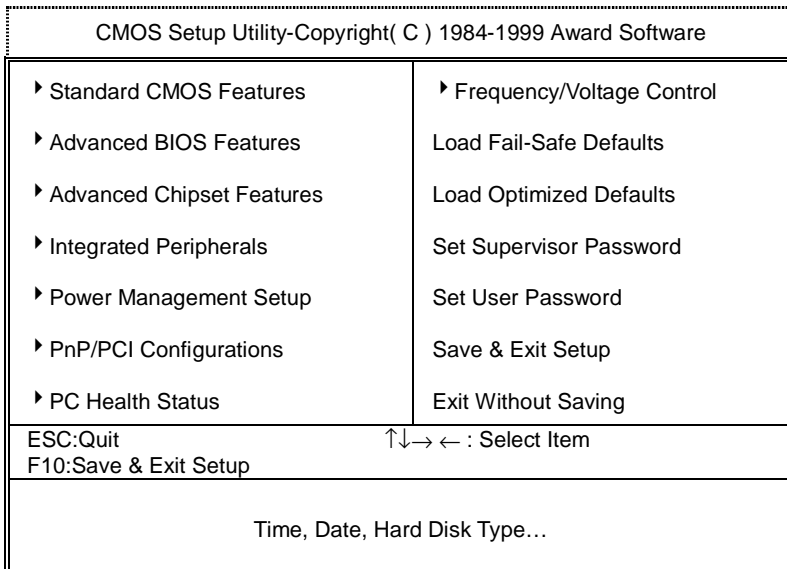 CMOS Setup Utility-Copyright( C ) 1984-1999 Award Software
‣Standard CMOS Features
‣Advanced BIOS Features
‣Advanced Chipset Features
‣Integrated Peripherals
‣Power Management Setup
‣PnP/PCI Configurations
‣PC Health Status
‣Frequency/Voltage Control
Load Fail-Safe Defaults
Load Optimized Defaults
Set Supervisor Password
Set User Password
Save & Exit Setup
Exit Without Saving
ESC:Quit ↑↓→ ← : Select Item
F10:Save & Exit Setup
Time, Date, Hard Disk Type…